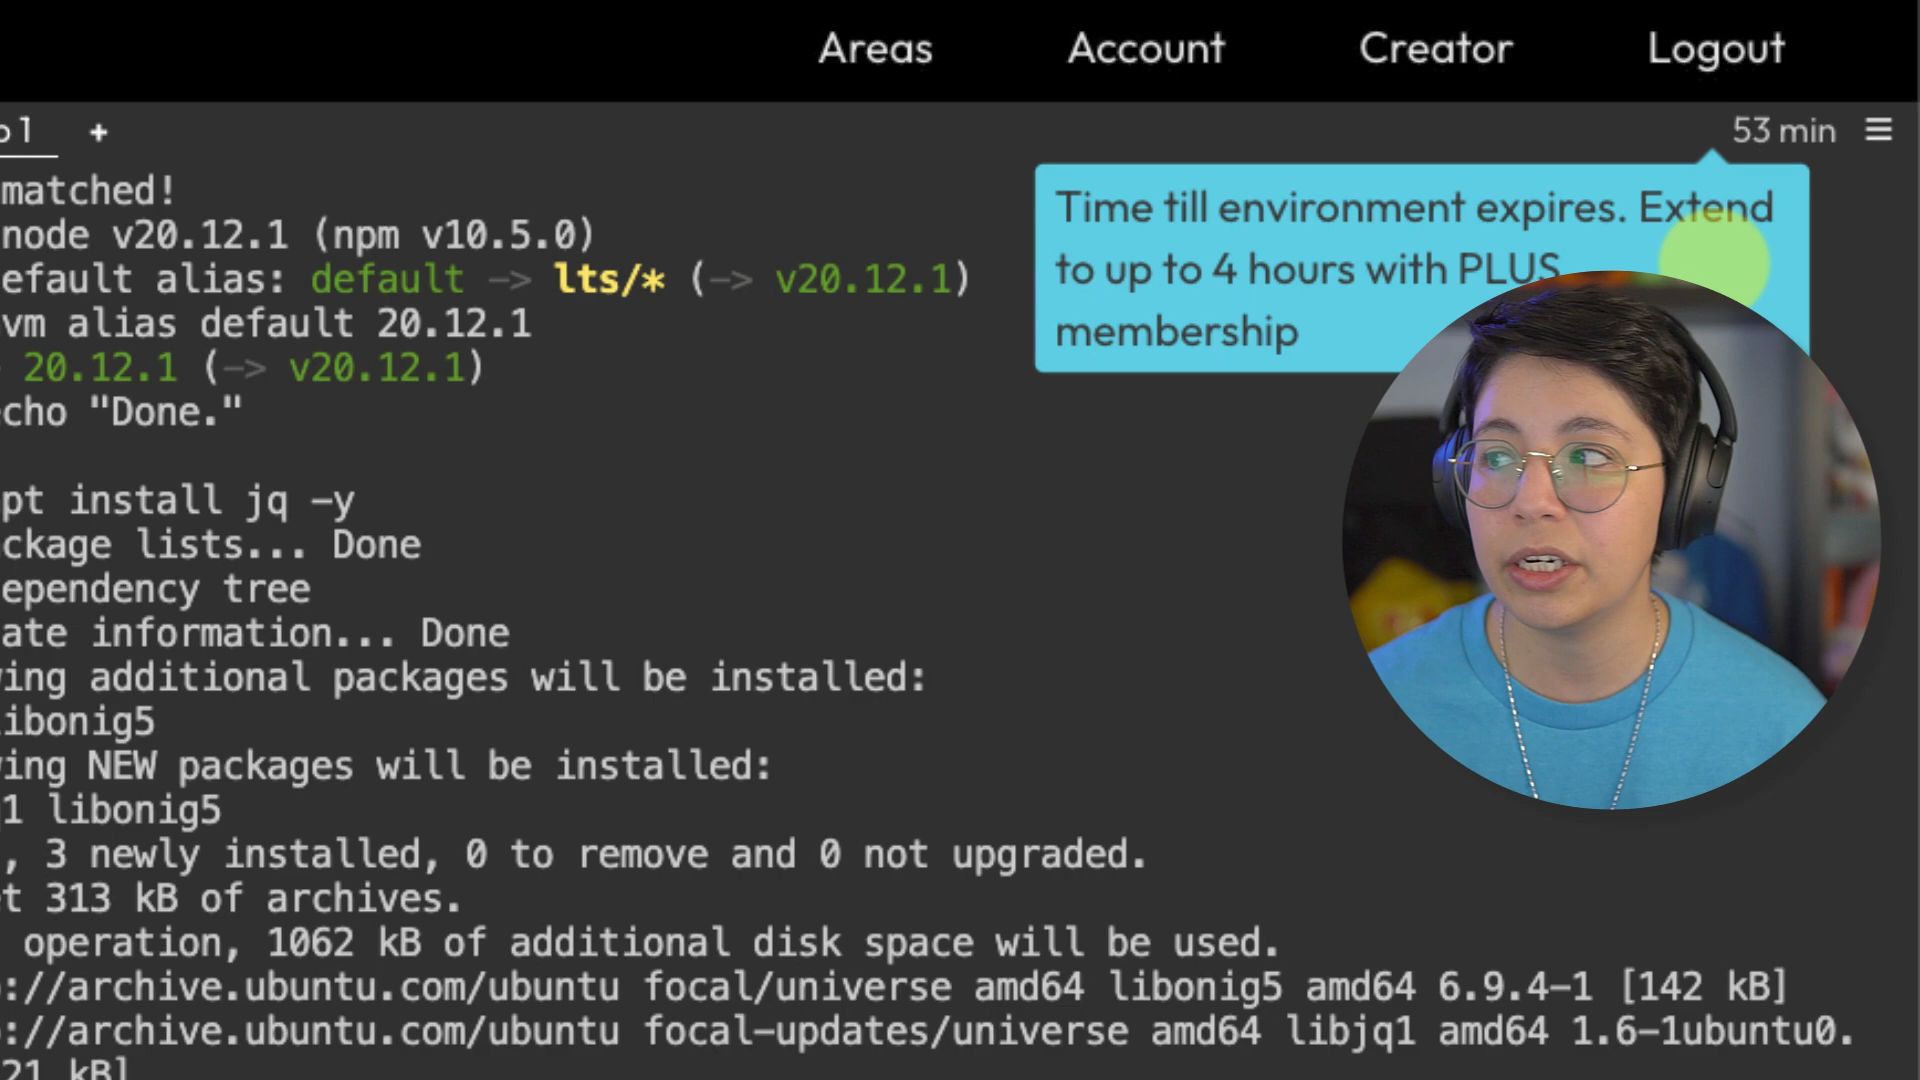 Areas Account Creator Logout
o 1 + 53 min
matched!
node v20.12.1 (npm v10.5.0)
efault alias: default -> lts/* (-> v20.12.1)
vm alias default 20.12.1
20.12.1 (-> v20.12.1)
cho "Done."
pt install jq -y
ckage lists... Done
ependency tree
ate information... Done
ing additional packages will be installed:
ibonig5
ing NEW packages will be installed:
q1 libonig5
, 3 newly installed, 0 to remove and 0 not upgraded.
et 313 kB of archives.
operation, 1062 kB of additional disk space will be used.
://archive.ubuntu.com/ubuntu focal/universe amd64 libonig5 amd64 6.9.4-1 [142 kB]
://archive.ubuntu.com/ubuntu focal-updates/universe amd64 libjq1 amd64 1.6-1ubuntu0.
21 kB]
Time till environment expires. Extend
to up to 4 hours with PLUS
membership